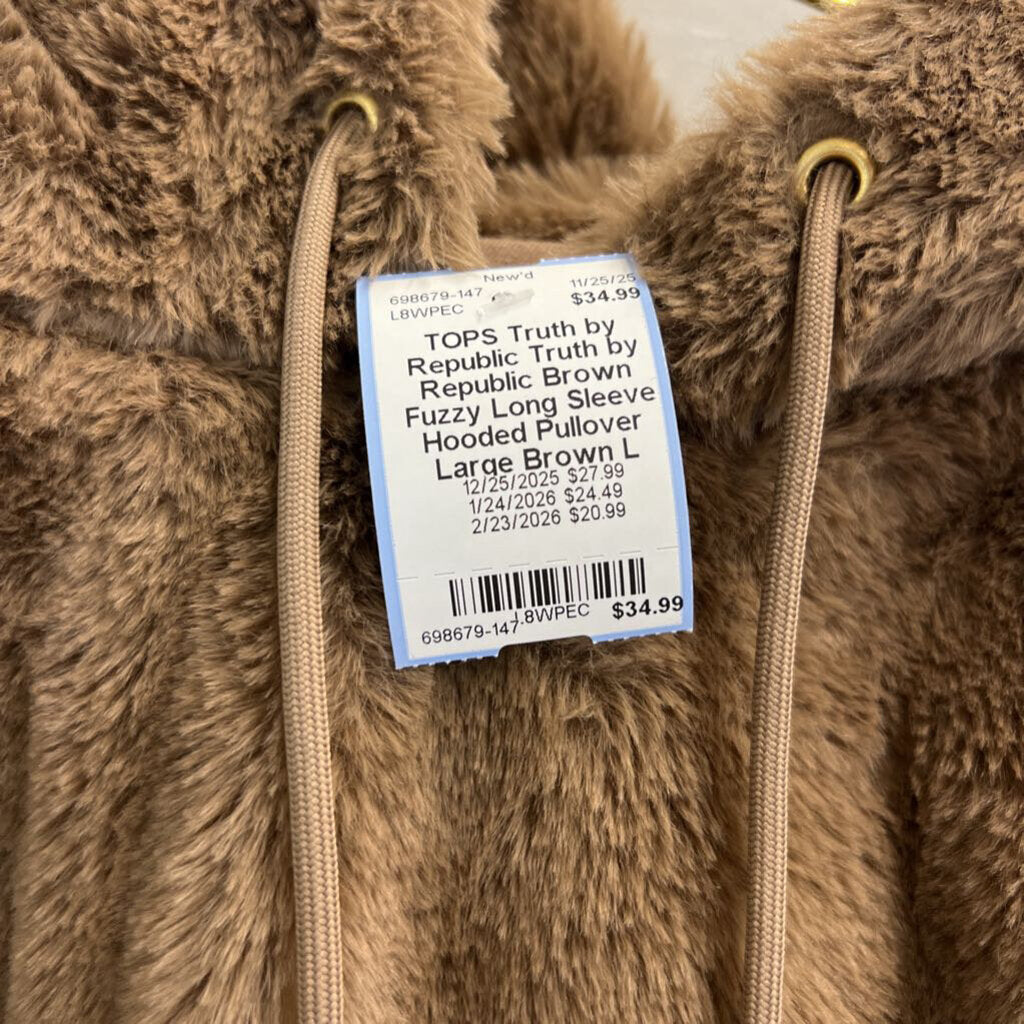 New'd
698679-147 11/25/25
L8WPEC $34.99
TOPS Truth by
Republic Truth by
Republic Brown
Fuzzy Long Sleeve
Hooded Pullover
Large Brown L
12/25/2025 $27.99
1/24/2026 $24.49
2/23/2026 $20.99
L8WPEC $34.99
698679-147